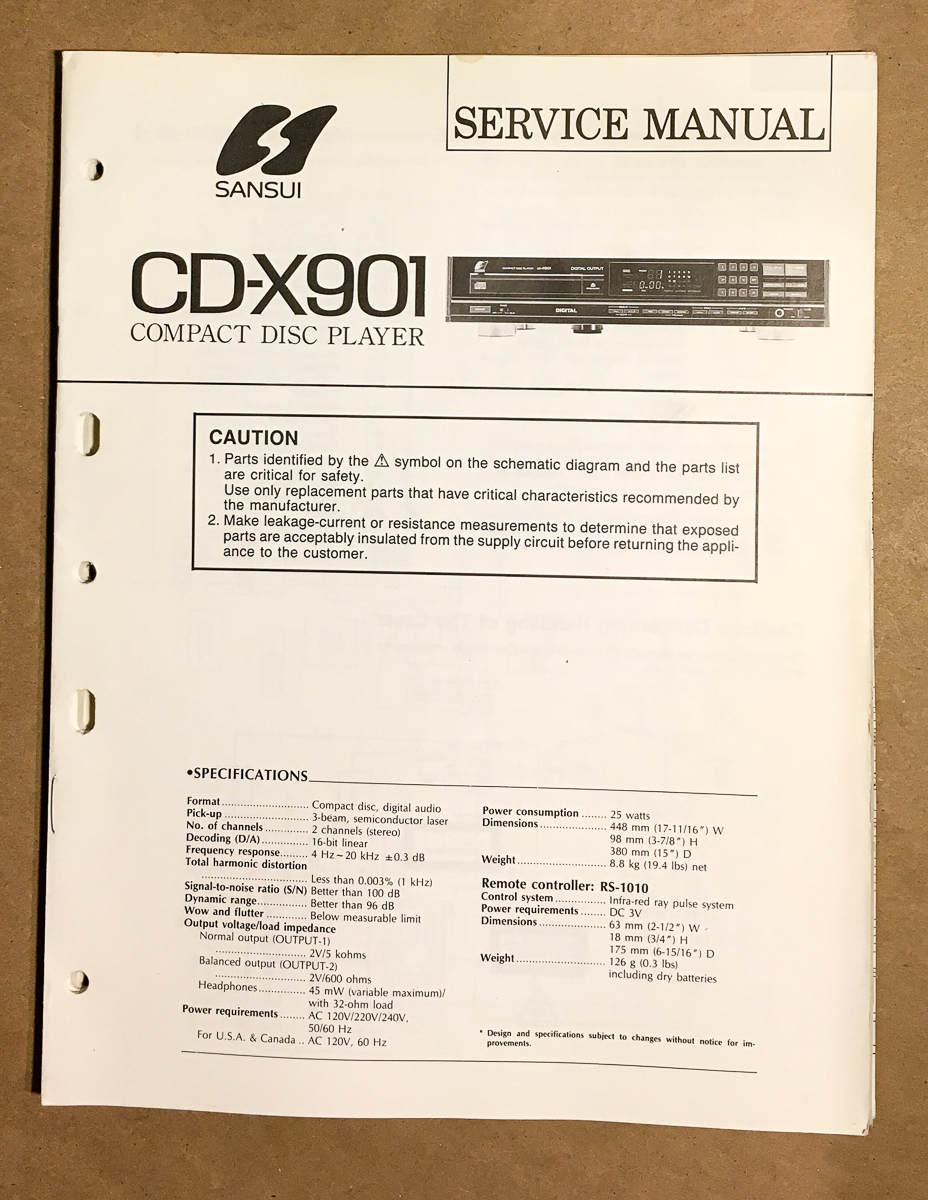 SERVICE MANUAL
SANSUI
CD-X901
COMPACT DISC PLAYER
COMPACT DISC PLAYER CD-X901 DIGITAL OUTPUT
DIGITAL
CAUTION
1. Parts identified by the ⚠ symbol on the schematic diagram and the parts list
are critical for safety.
Use only replacement parts that have critical characteristics recommended by
the manufacturer.
2. Make leakage-current or resistance measurements to determine that exposed
parts are acceptably insulated from the supply circuit before returning the appli-
ance to the customer.
•SPECIFICATIONS
Format ............................ Compact disc, digital audio
Pick-up ........................... 3-beam, semiconductor laser
No. of channels ............. 2 channels (stereo)
Decoding (D/A) .............. 16-bit linear
Frequency response ........ 4 Hz ~ 20 kHz ±0.3 dB
Total harmonic distortion
.................................. Less than 0.003% (1 kHz)
Signal-to-noise ratio (S/N) Better than 100 dB
Dynamic range ................ Better than 96 dB
Wow and flutter ............. Below measurable limit
Output voltage/load impedance
Normal output (OUTPUT-1)
............................. 2V/5 kohms
Balanced output (OUTPUT-2)
............................. 2V/600 ohms
Headphones ............... 45 mW (variable maximum)/
with 32-ohm load
Power requirements ........ AC 120V/220V/240V,
50/60 Hz
For U.S.A. & Canada .. AC 120V, 60 Hz
Power consumption ........ 25 watts
Dimensions ..................... 448 mm (17-11/16") W
98 mm (3-7/8") H
380 mm (15") D
Weight ............................ 8.8 kg (19.4 lbs) net
Remote controller: RS-1010
Control system ................ Infra-red ray pulse system
Power requirements ........ DC 3V
Dimensions ..................... 63 mm (2-1/2") W
18 mm (3/4") H
175 mm (6-15/16") D
Weight ............................ 126 g (0.3 lbs)
including dry batteries
* Design and specifications subject to changes without notice for im-
provements.